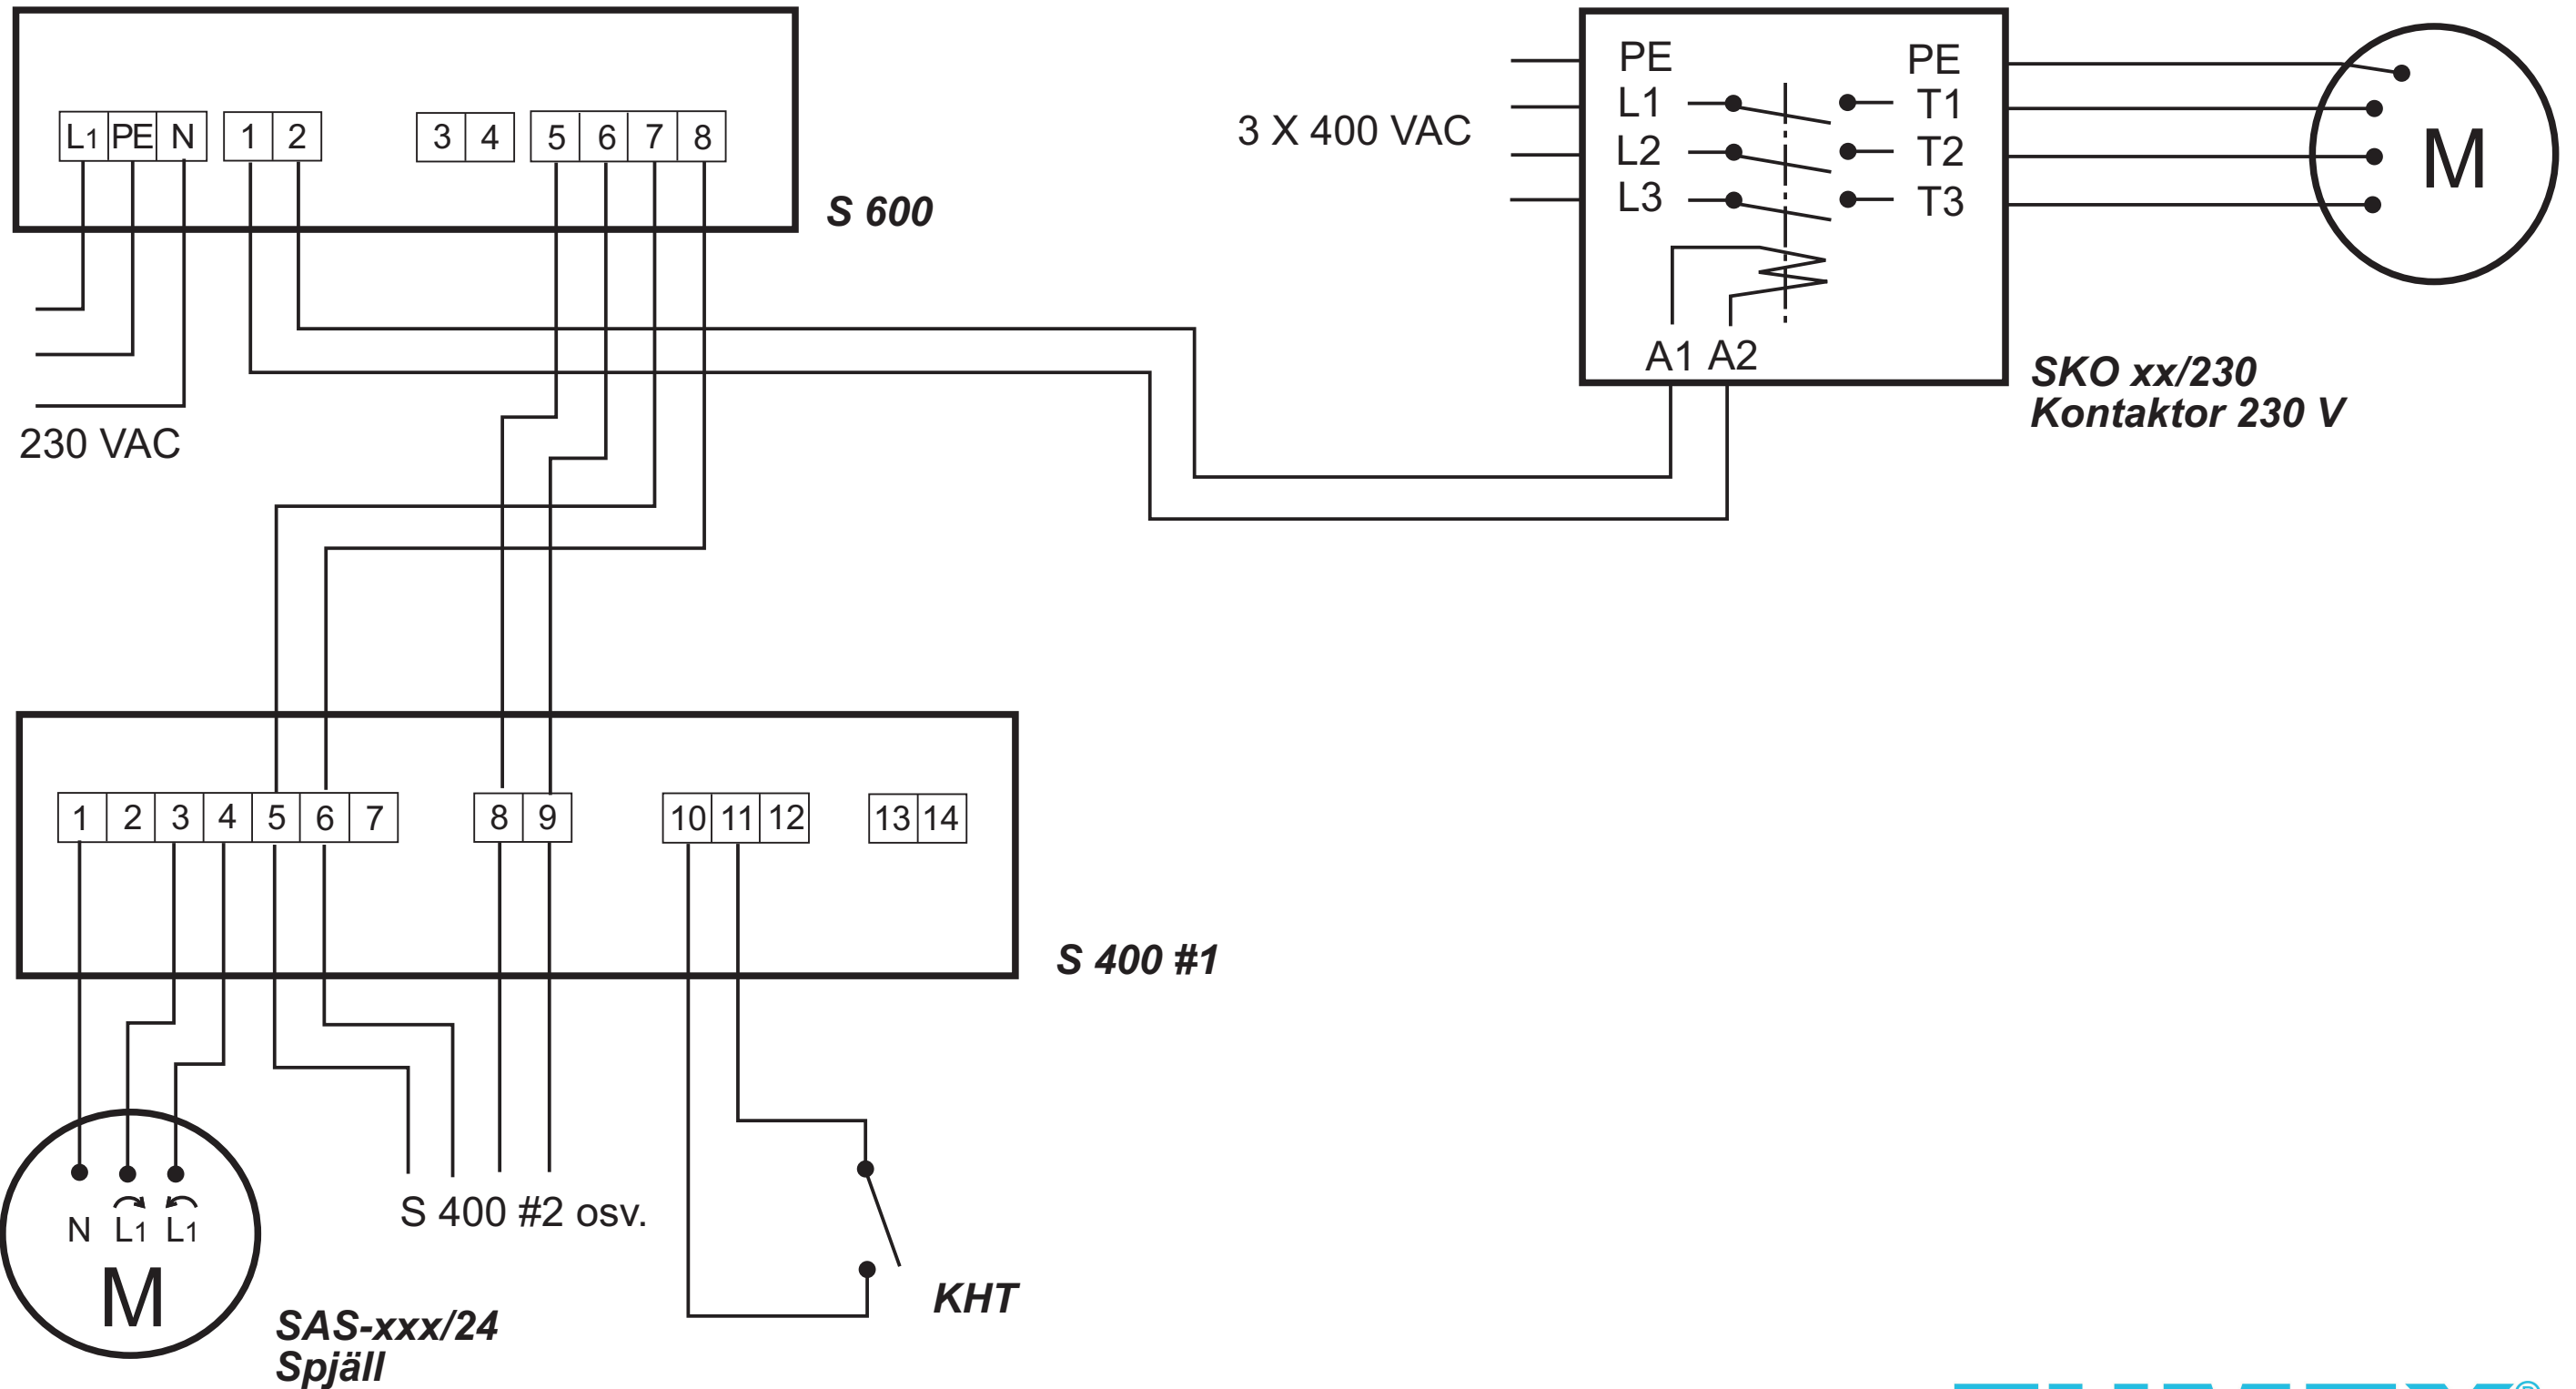 L1 PE N 1 2 3 4 5 6 7 8
S 600
230 VAC
3 X 400 VAC
PE PE
L1 T1
L2 T2
L3 T3
A1 A2
M
SKO xx/230
Kontaktor 230 V
1 2 3 4 5 6 7 8 9 10 11 12 13 14
S 400 #1
N L1 L1
M
S 400 #2 osv.
KHT
SAS-xxx/24
Spjäll